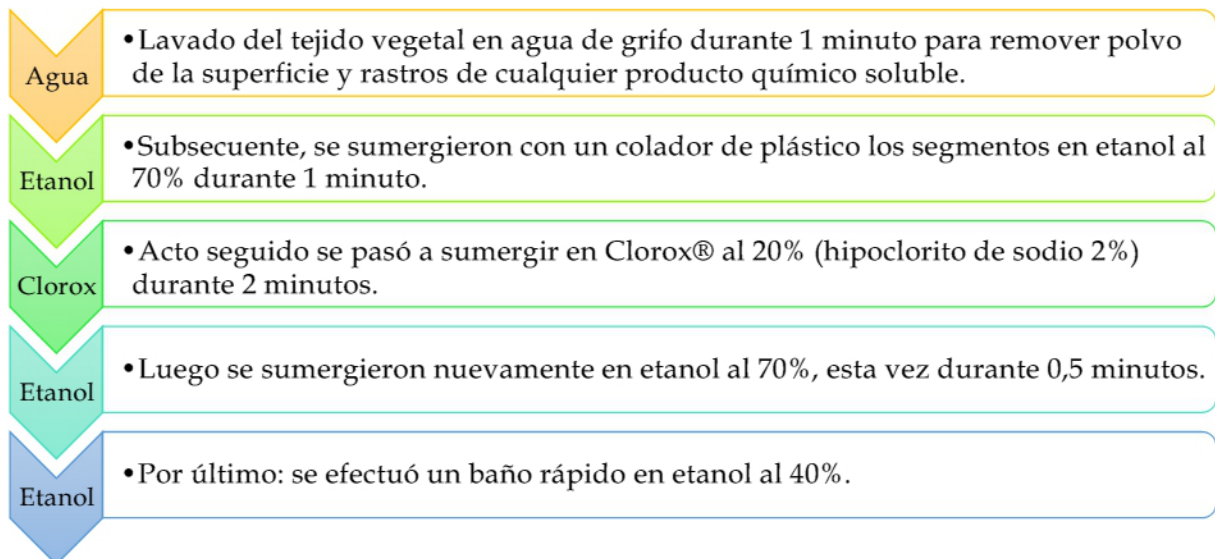 Agua
•Lavado del tejido vegetal en agua de grifo durante 1 minuto para remover polvo
de la superficie y rastros de cualquier producto químico soluble.
Etanol
•Subsecuente, se sumergieron con un colador de plástico los segmentos en etanol al
70% durante 1 minuto.
Clorox
•Acto seguido se pasó a sumergir en Clorox® al 20% (hipoclorito de sodio 2%)
durante 2 minutos.
Etanol
•Luego se sumergieron nuevamente en etanol al 70%, esta vez durante 0,5 minutos.
Etanol
•Por último: se efectuó un baño rápido en etanol al 40%.